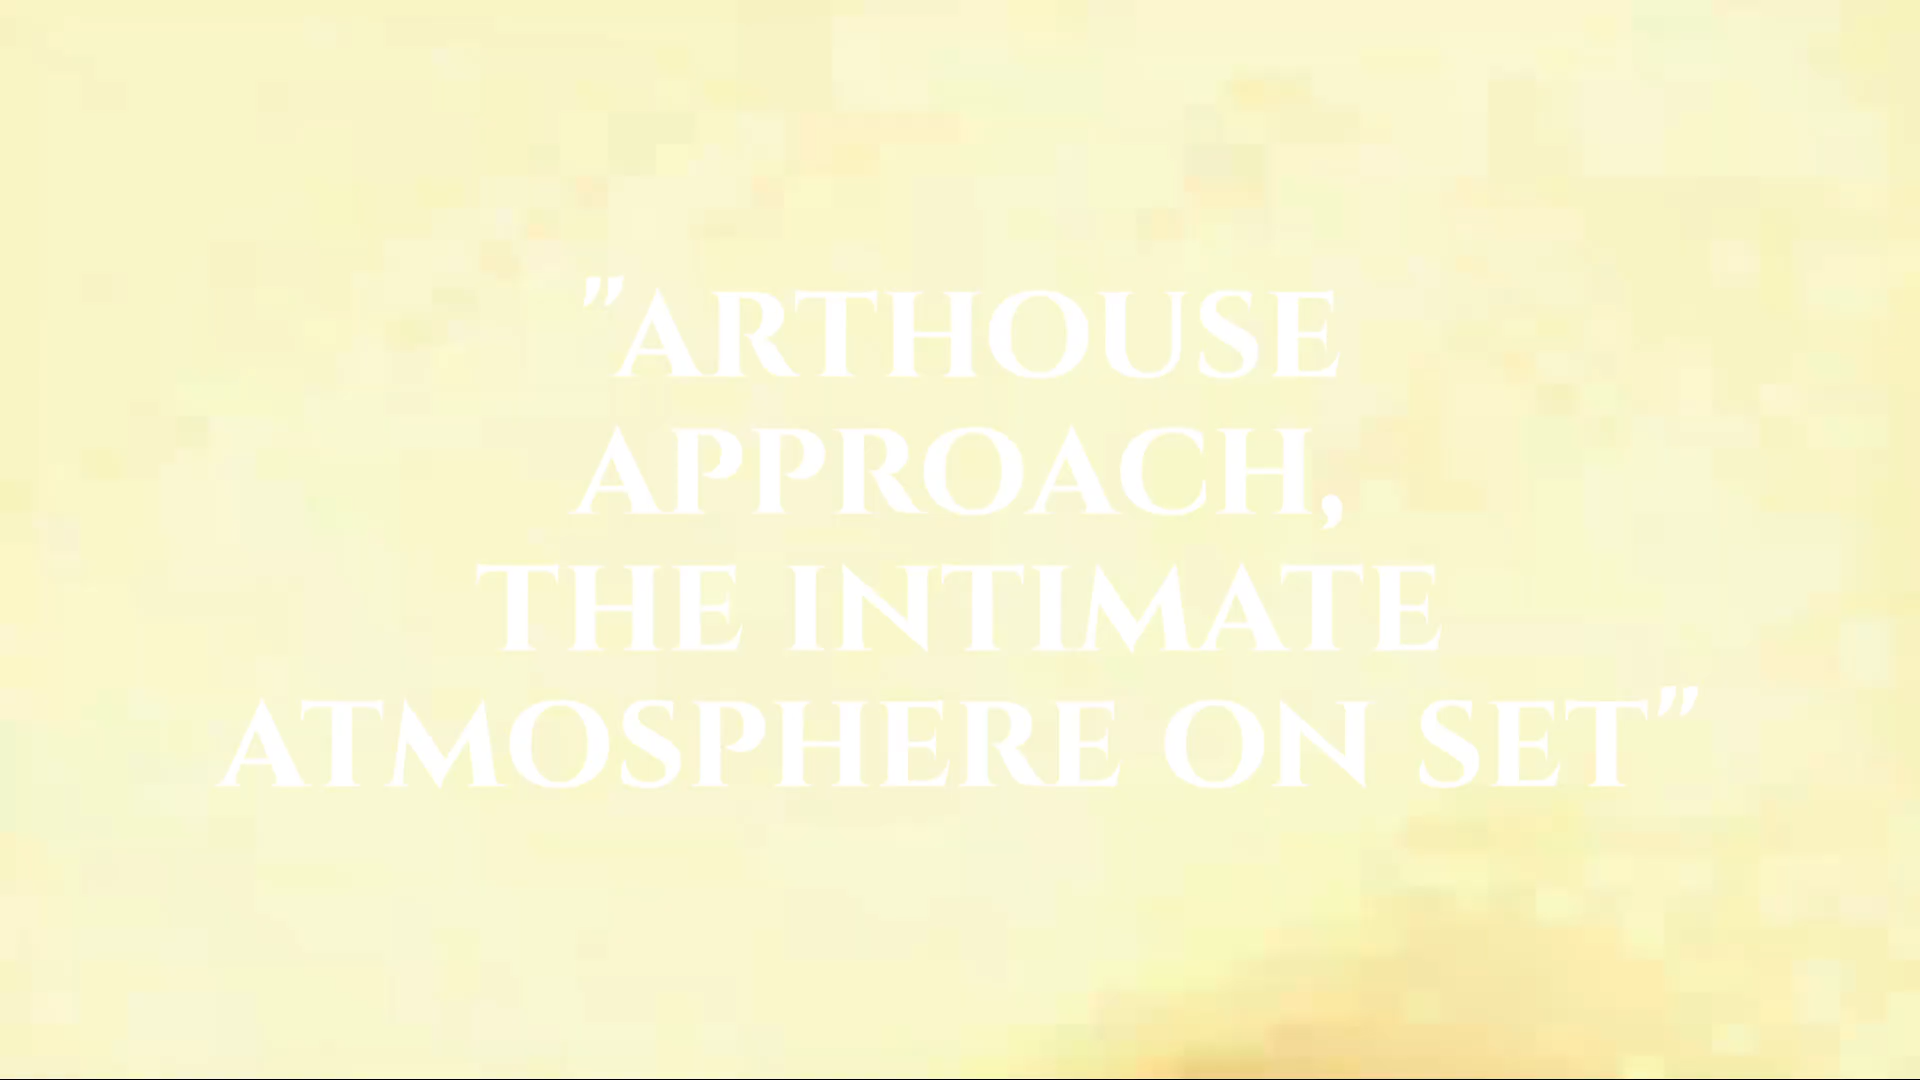 "ARTHOUSE
APPROACH,
THE INTIMATE
ATMOSPHERE ON SET"